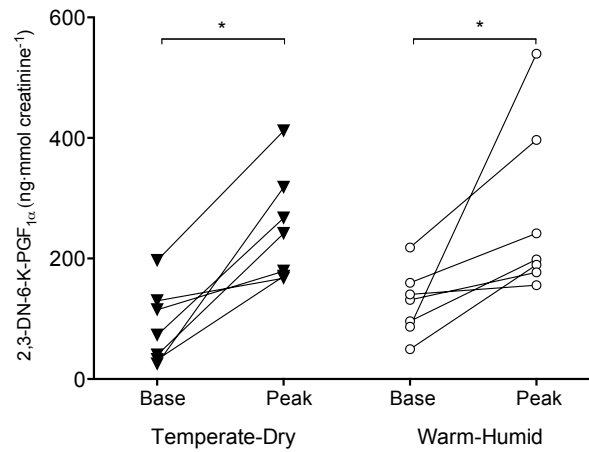 2,3-DN-6-K-PGF1α (ng·mmol creatinine-1)
600
400
200
0
*
*
Base Peak Base Peak
Temperate-Dry Warm-Humid